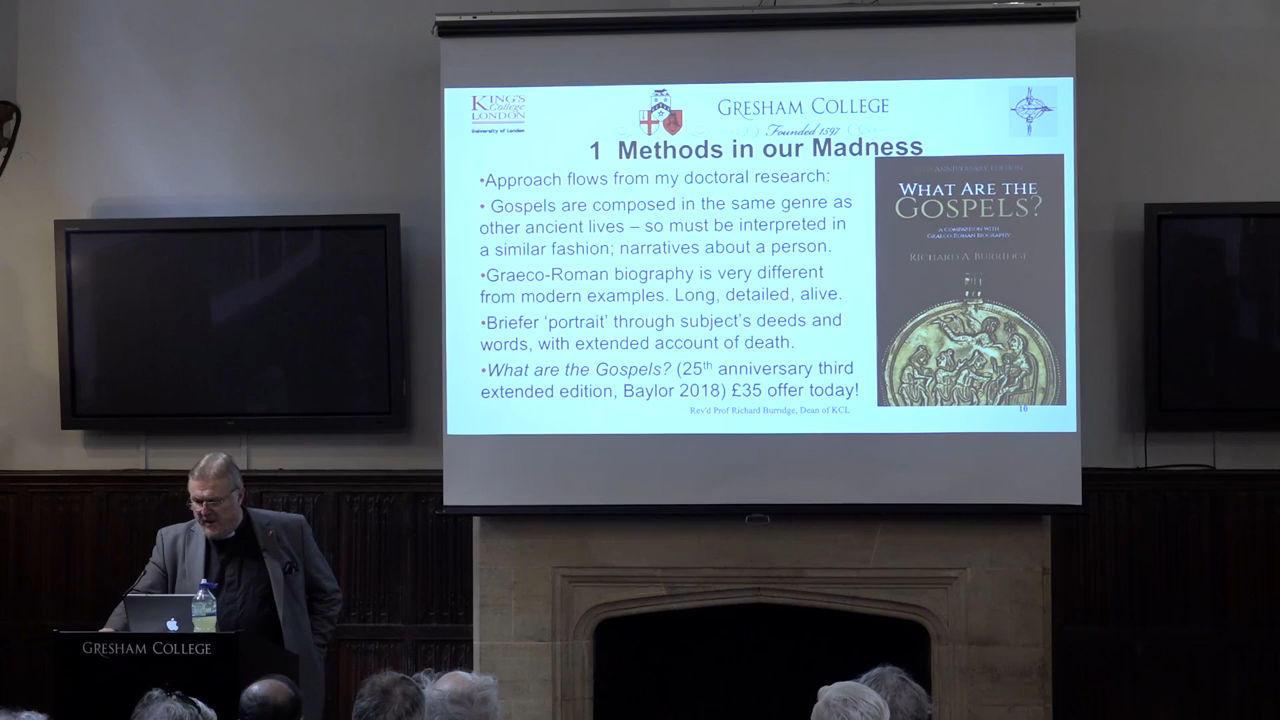 KING'S
College
LONDON
University of London
GRESHAM COLLEGE
Founded 1597
1 Methods in our Madness
•Approach flows from my doctoral research:
• Gospels are composed in the same genre as
other ancient lives – so must be interpreted in
a similar fashion; narratives about a person.
•Graeco-Roman biography is very different
from modern examples. Long, detailed, alive.
•Briefer ‘portrait’ through subject's deeds and
words, with extended account of death.
•What are the Gospels? (25th anniversary third
extended edition, Baylor 2018) £35 offer today!
Rev'd Prof Richard Burridge, Dean of KCL
10
ANNIVERSARY EDITION
WHAT ARE THE
GOSPELS?
A COMPARISON WITH
GRAECO-ROMAN BIOGRAPHY
RICHARD A. BURRIDGE
GRESHAM COLLEGE